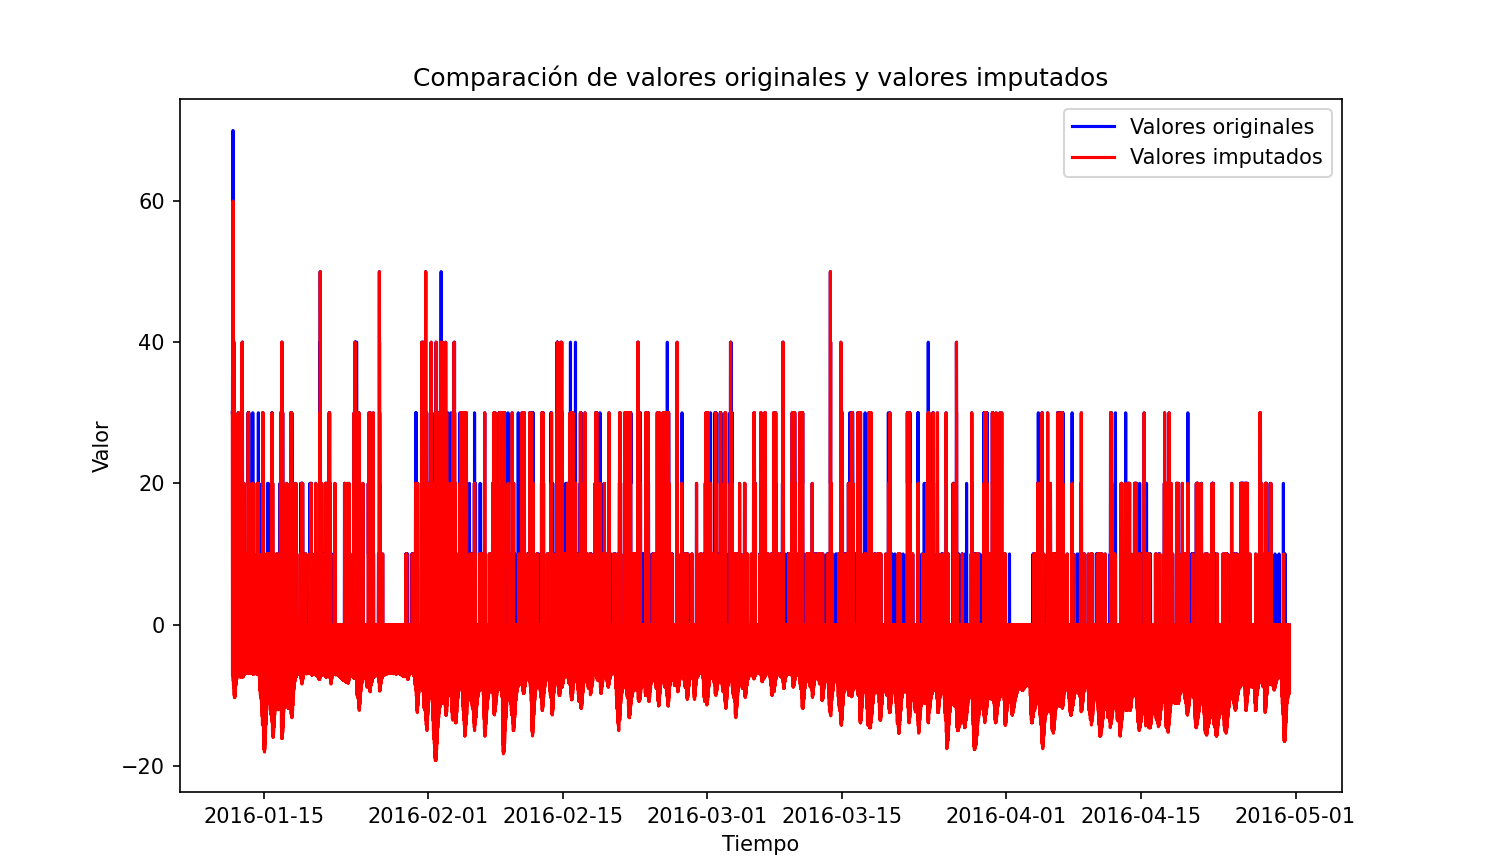 Comparación de valores originales y valores imputados
Valores originales
Valores imputados
60
40
20
0
−20
Valor
2016-01-15 2016-02-01 2016-02-15 2016-03-01 2016-03-15 2016-04-01 2016-04-15 2016-05-01
Tiempo